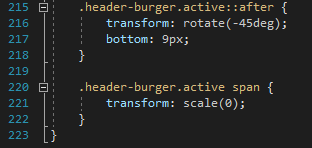 215 .header-burger.active::after {
216 transform: rotate(-45deg);
217 bottom: 9px;
218 }
219
220 .header-burger.active span {
221 transform: scale(0);
222 }
223 }